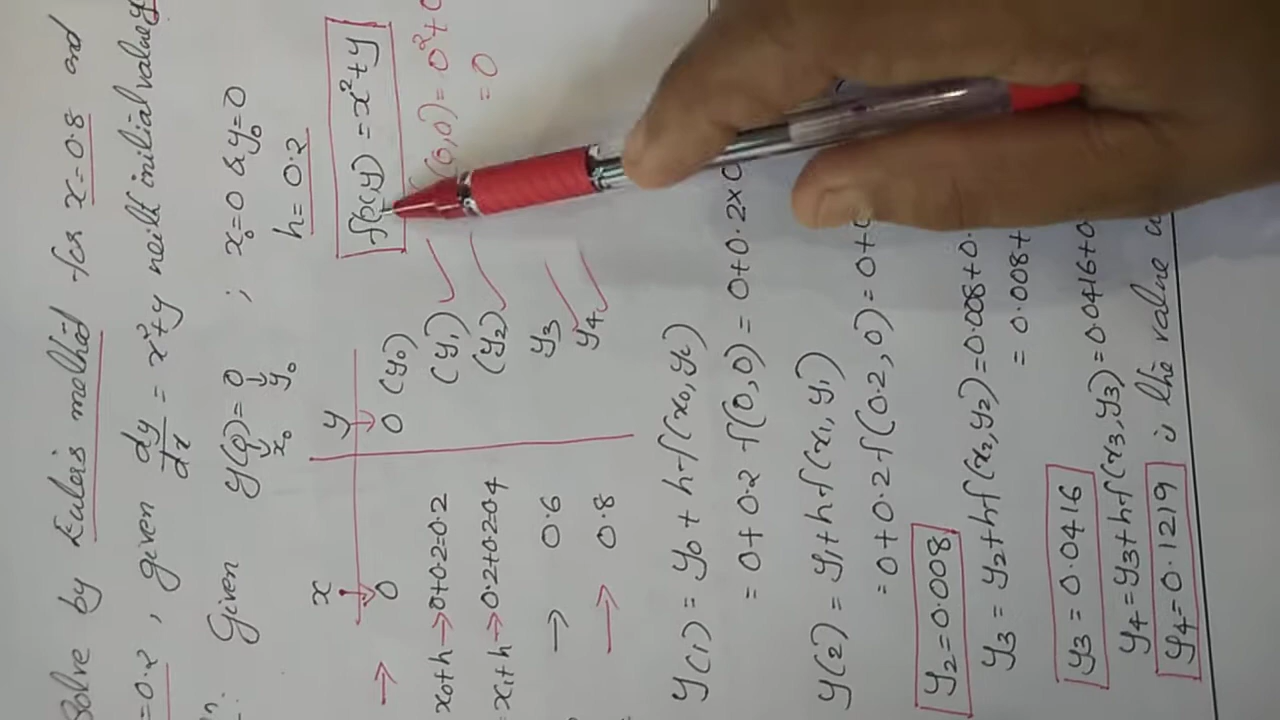 Solve by Euler's method for x=0.8 and
=0.2, given dy/dx = x²+y with initial value y
Given y(0)=0 ; x₀=0 & y₀=0
x₀ y₀
h=0.2
x y
f(x,y) = x²+y
→ 0 0 (y₀)
(0,0)=0²+0
x₀+h→0+0.2=0.2 (y₁)
=0
=x₁+h→0.2+0.2=0.4 (y₂)
→ 0.6 y₃
→ 0.8 y₄
y(1) = y₀+h·f(x₀,y₀)
= 0+0.2 f(0,0) = 0+0.2×0
y(2) = y₁+h·f(x₁,y₁)
= 0+0.2f(0.2,0)=0+0
y₂=0.008
y₃ = y₂+hf(x₂,y₂)=0.008+0.
= 0.008+
y₃=0.0416
y₄=y₃+hf(x₃,y₃)=0.0416+0
y₄=0.1219 is the value